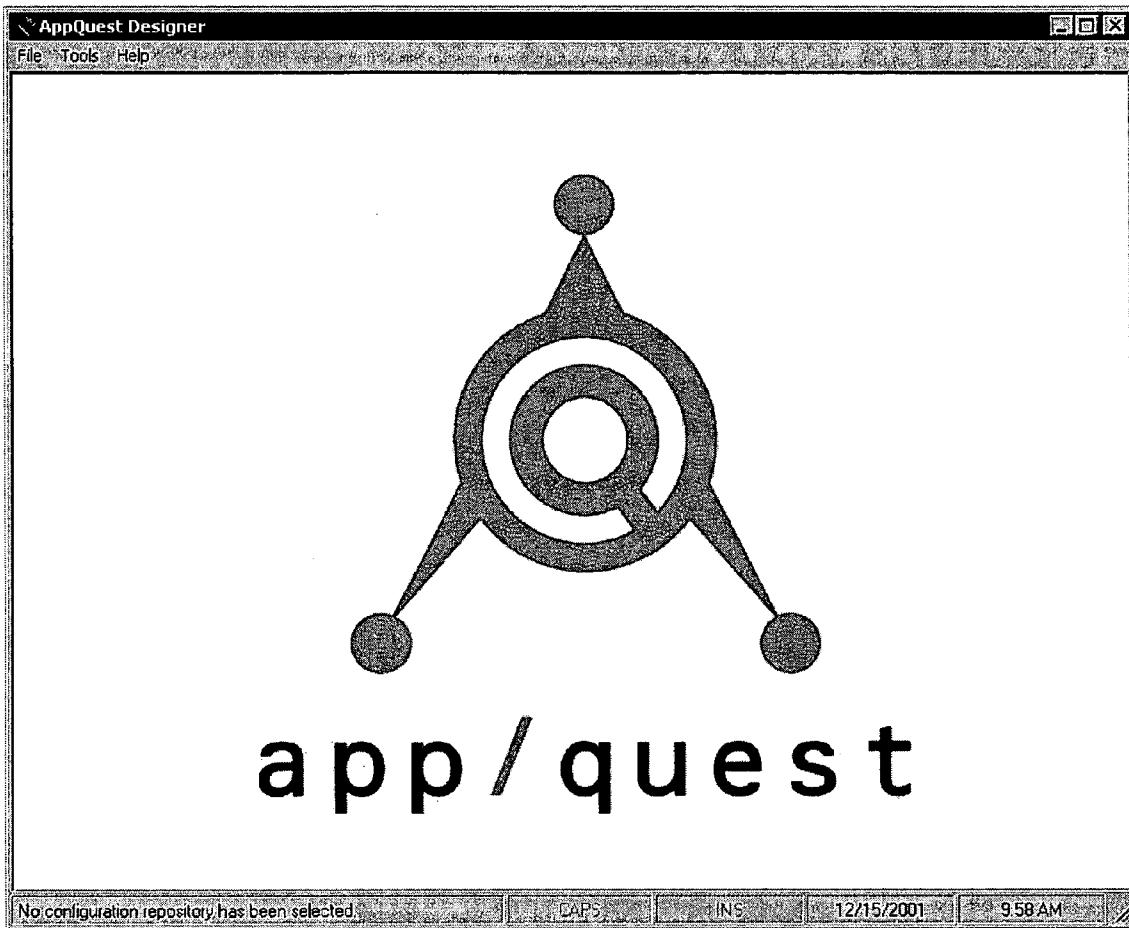 AppQuest Designer
File Tools Help
app/quest
No configuration repository has been selected. CAPS INS 12/15/2001 9:58 AM